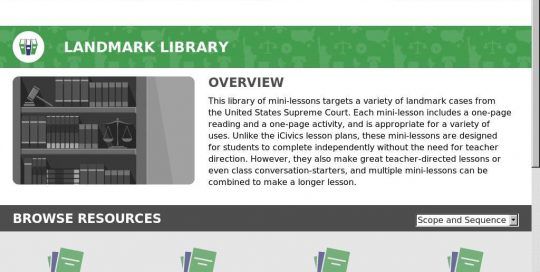 LANDMARK LIBRARY
OVERVIEW
This library of mini-lessons targets a variety of landmark cases from
the United States Supreme Court. Each mini-lesson includes a one-page
reading and a one-page activity, and is appropriate for a variety of
uses. Unlike the iCivics lesson plans, these mini-lessons are designed
for students to complete independently without the need for teacher
direction. However, they also make great teacher-directed lessons or
even class conversation-starters, and multiple mini-lessons can be
combined to make a longer lesson.
BROWSE RESOURCES
Scope and Sequence